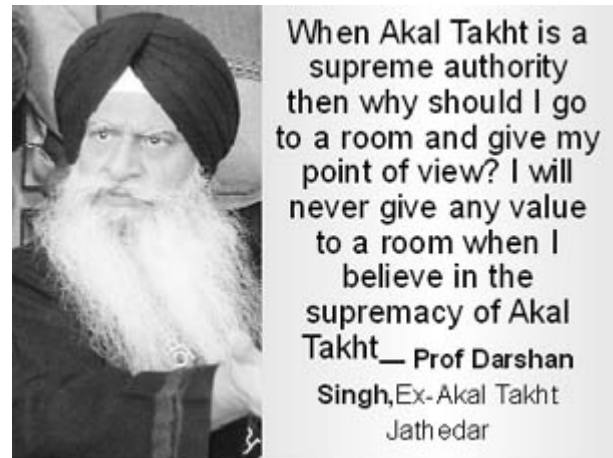 When Akal Takht is a
supreme authority
then why should I go
to a room and give my
point of view? I will
never give any value
to a room when I
believe in the
supremacy of Akal
Takht— Prof Darshan
Singh,Ex-Akal Takht
Jathedar